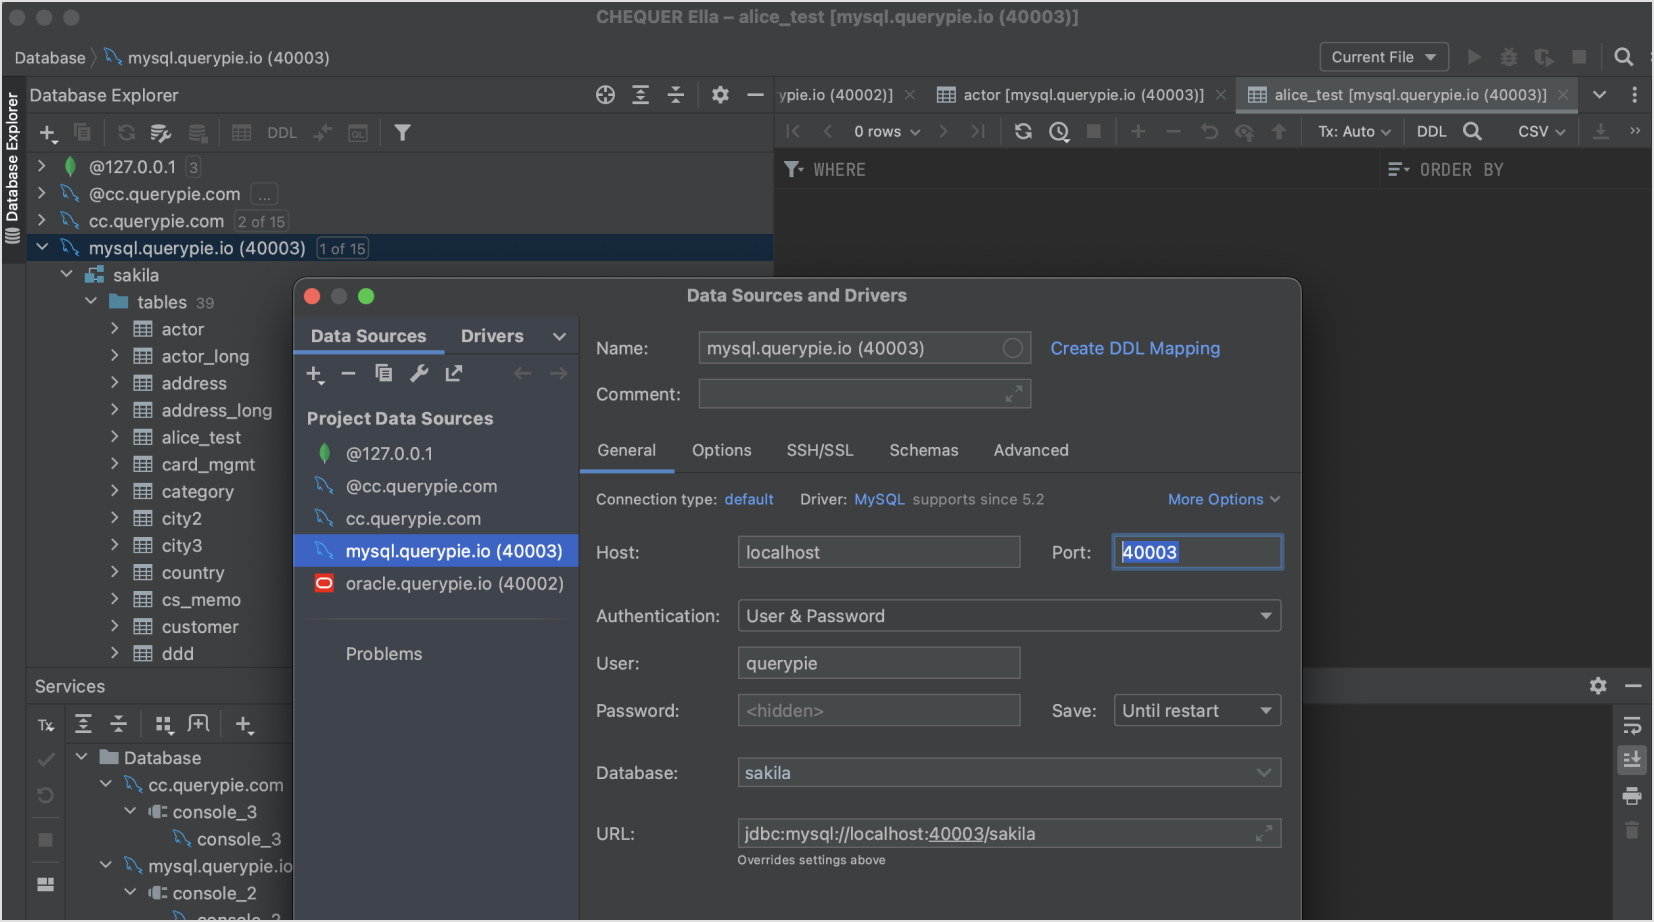 CHEQUER Ella – alice_test [mysql.querypie.io (40003)]
Database
mysql.querypie.io (40003)
Current File
Database Explorer
Database Explorer
ypie.io (40002)]
actor [mysql.querypie.io (40003)]
alice_test [mysql.querypie.io (40003)]
DDL
QL
0 rows
Tx: Auto
DDL
CSV
WHERE
ORDER BY
@127.0.0.1 3
@cc.querypie.com ...
cc.querypie.com 2 of 15
mysql.querypie.io (40003) 1 of 15
sakila
tables 39
actor
actor_long
address
address_long
alice_test
card_mgmt
category
city2
city3
country
cs_memo
customer
ddd
Services
Tx
Database
cc.querypie.com
console_3
console_3
mysql.querypie.io
console_2
console_2
Data Sources and Drivers
Data Sources
Drivers
Project Data Sources
@127.0.0.1
@cc.querypie.com
cc.querypie.com
mysql.querypie.io (40003)
oracle.querypie.io (40002)
Problems
Name: mysql.querypie.io (40003)
Create DDL Mapping
Comment:
General Options SSH/SSL Schemas Advanced
Connection type: default Driver: MySQL supports since 5.2
More Options
Host: localhost Port: 40003
Authentication: User & Password
User: querypie
Password: <hidden> Save: Until restart
Database: sakila
URL: jdbc:mysql://localhost:40003/sakila
Overrides settings above